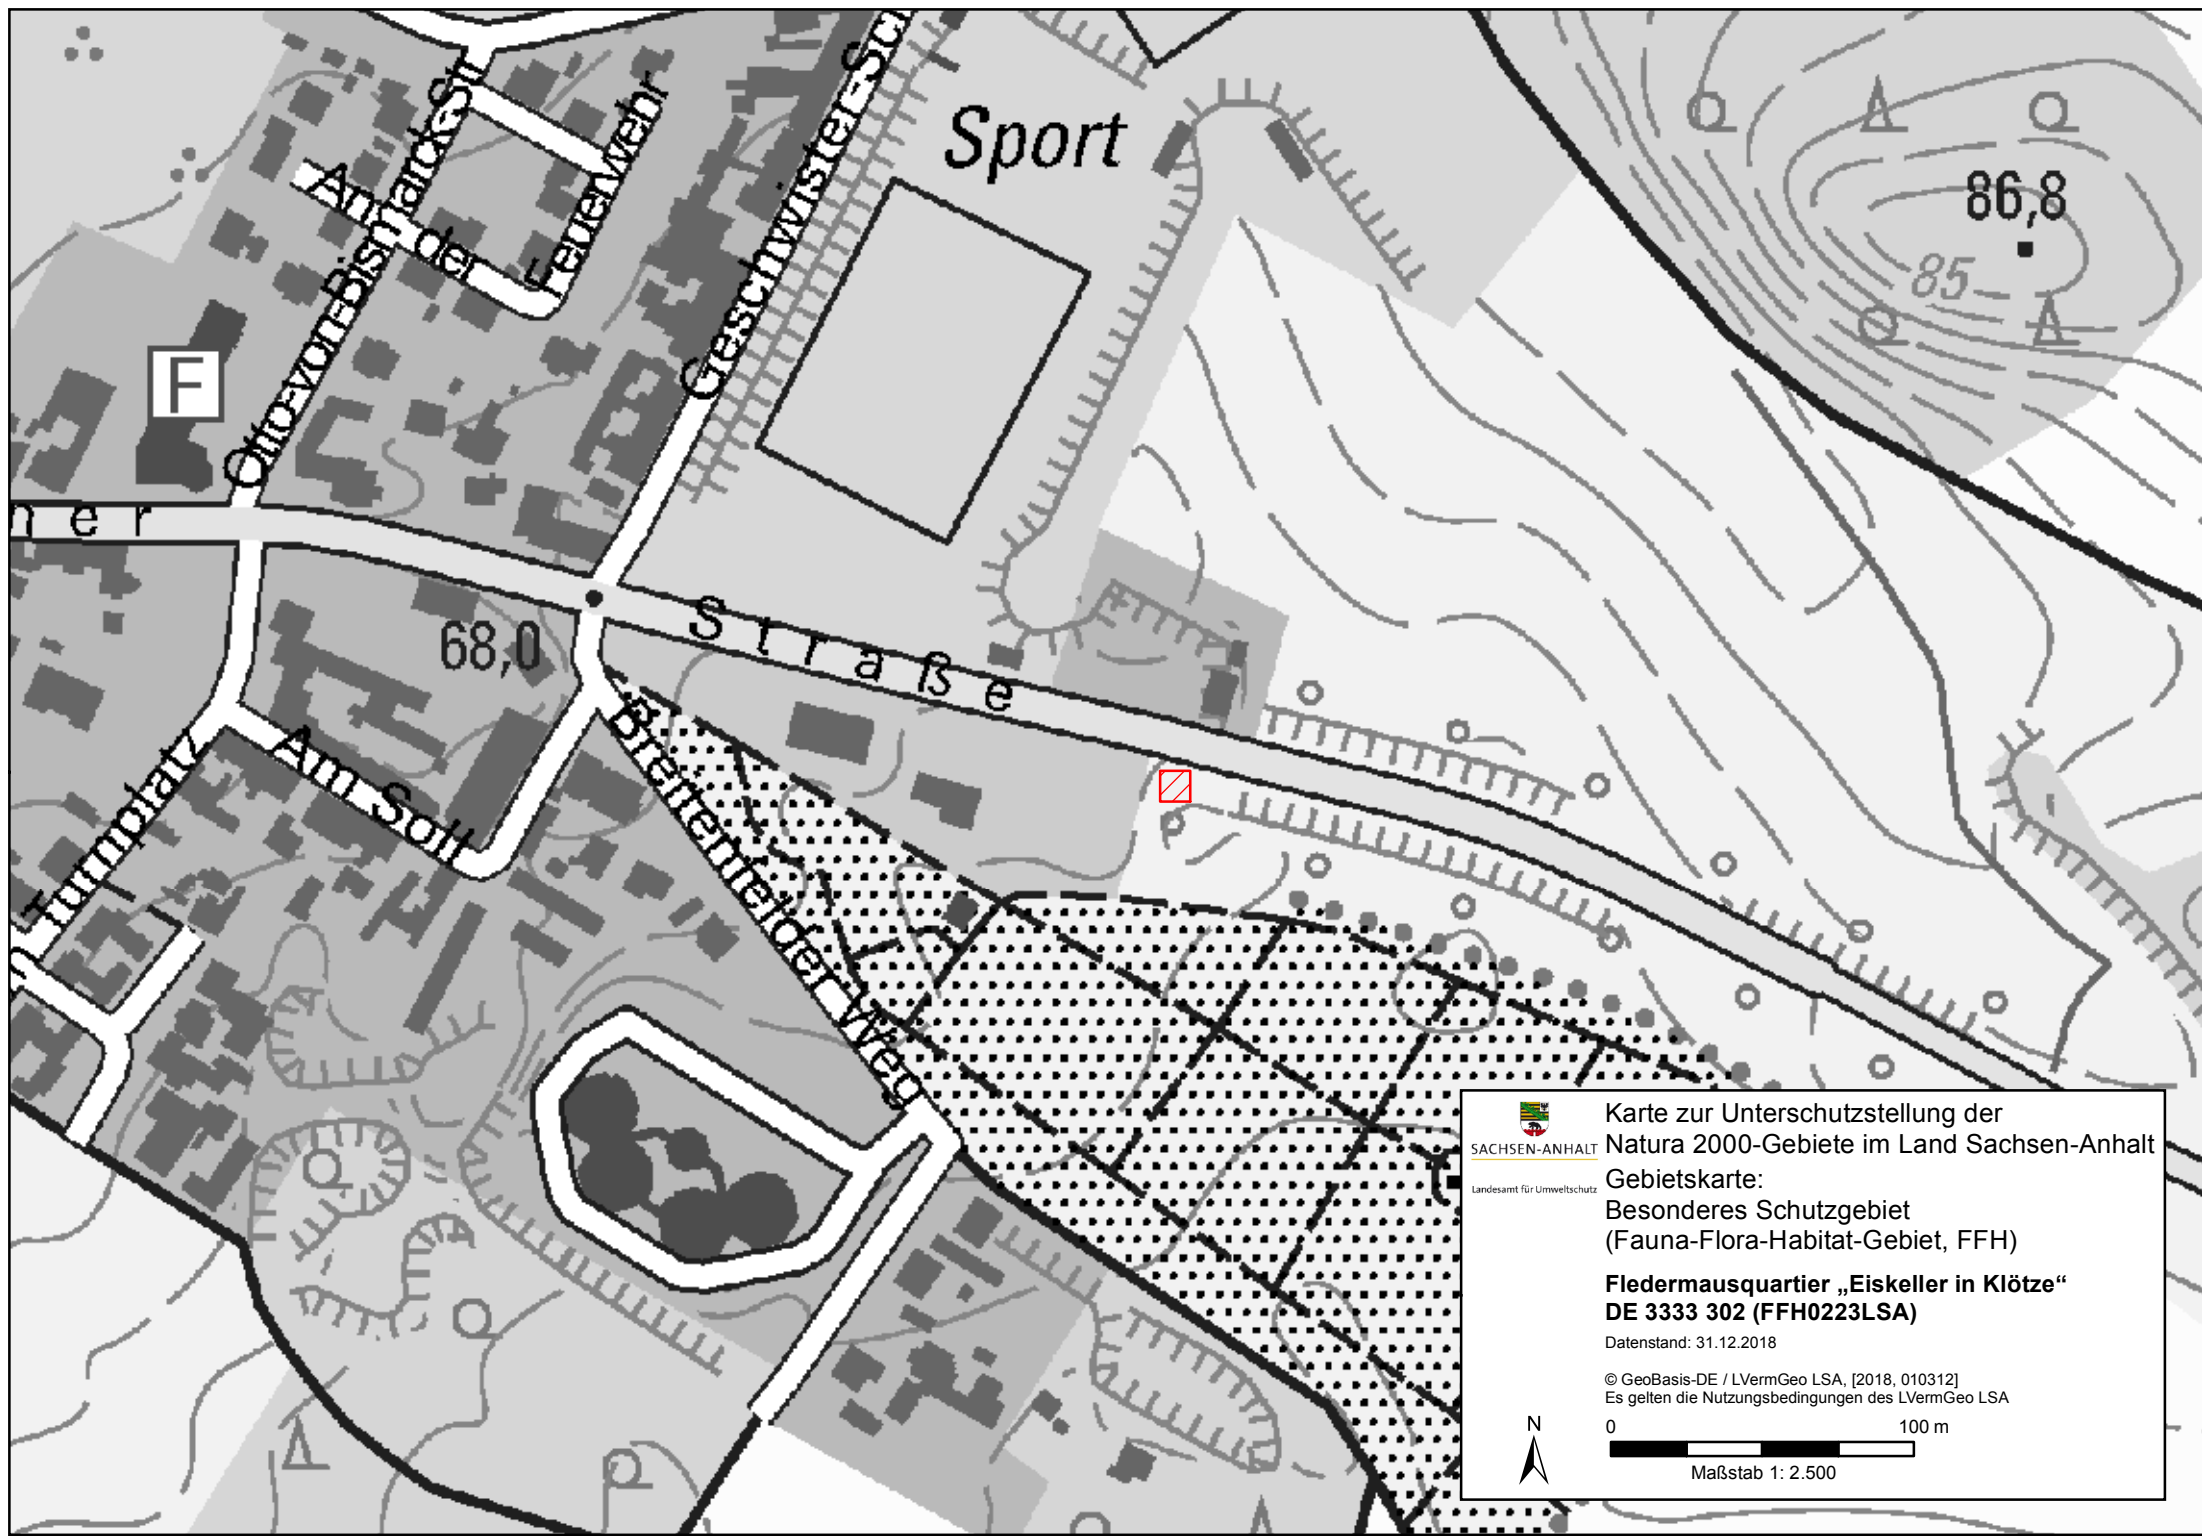 Otto-von-Bismarck-Str
An der Feuerwehr
Geschwister-Sch
Sport
86,8
85
F
ner
Straße
68,0
Am Soll
Turnplatz
Breitenfelder Weg
SACHSEN-ANHALT
Landesamt für Umweltschutz
Karte zur Unterschutzstellung der
Natura 2000-Gebiete im Land Sachsen-Anhalt
Gebietskarte:
Besonderes Schutzgebiet
(Fauna-Flora-Habitat-Gebiet, FFH)
Fledermausquartier „Eiskeller in Klötze“
DE 3333 302 (FFH0223LSA)
Datenstand: 31.12.2018
© GeoBasis-DE / LVermGeo LSA, [2018, 010312]
Es gelten die Nutzungsbedingungen des LVermGeo LSA
N
0 100 m
Maßstab 1: 2.500